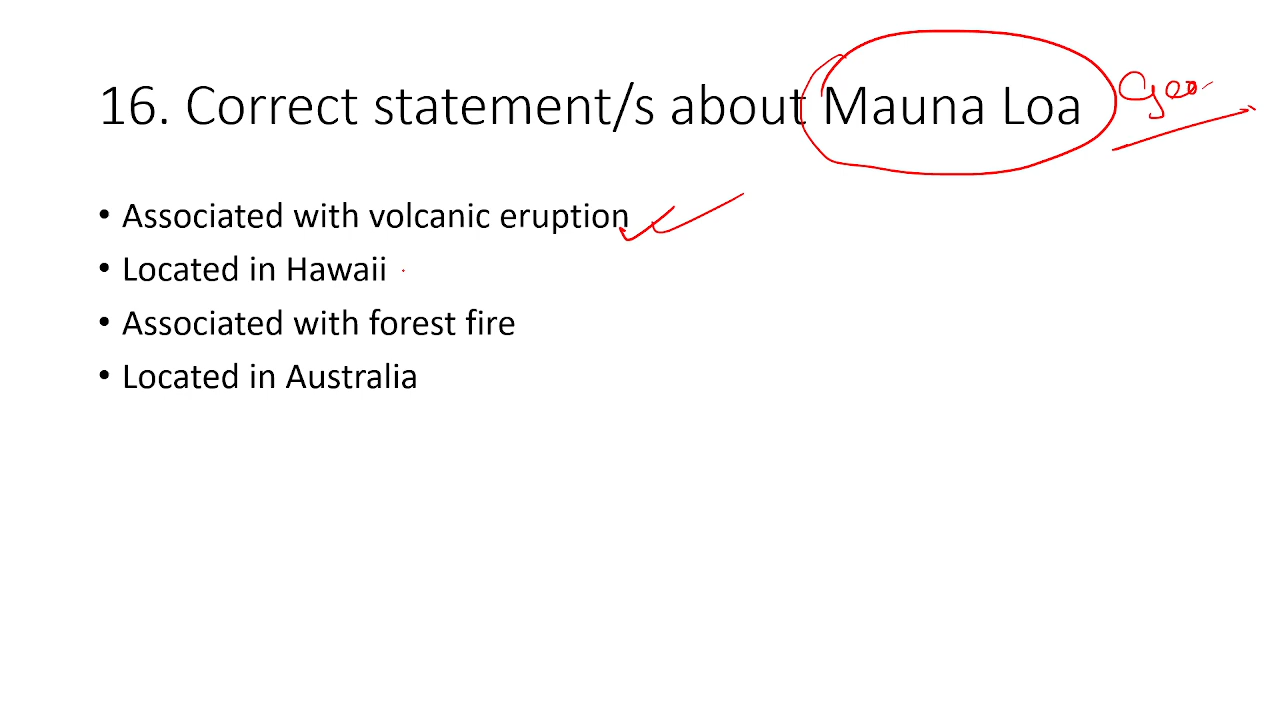 16. Correct statement/s about Mauna Loa Geo
• Associated with volcanic eruption
• Located in Hawaii
• Associated with forest fire
• Located in Australia